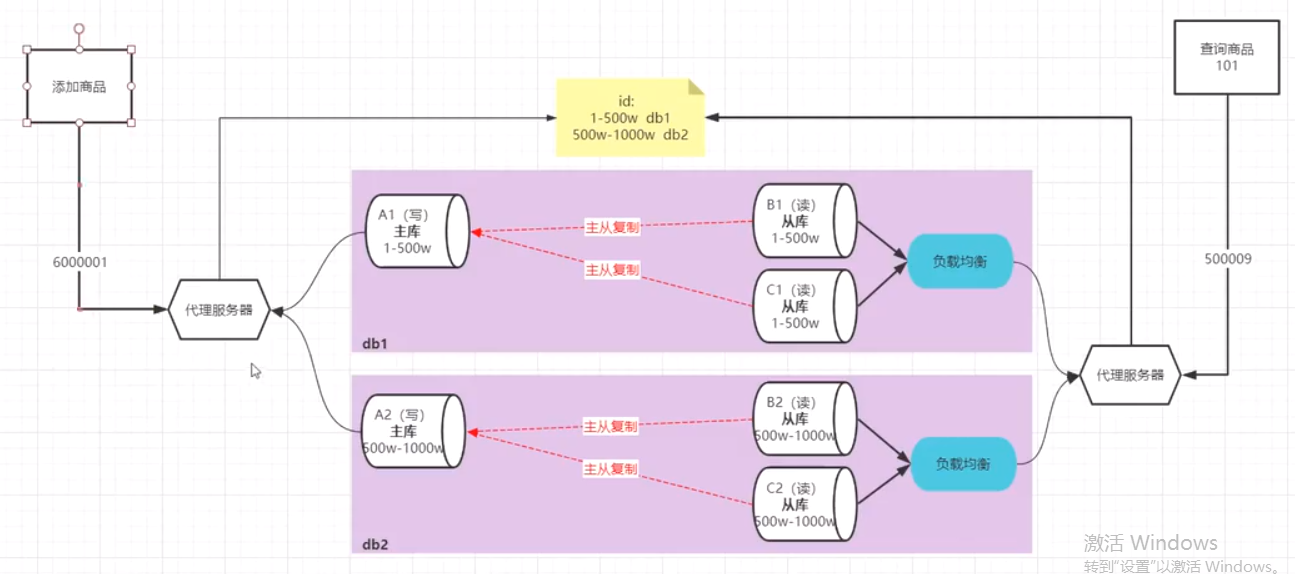 添加商品
查询商品
101
id:
1-500w db1
500w-1000w db2
A1（写）
主库
1-500w
主从复制
主从复制
B1（读）
从库
1-500w
C1（读）
从库
1-500w
负载均衡
db1
6000001
代理服务器
500009
代理服务器
A2（写）
主库
500w-1000w
主从复制
主从复制
B2（读）
从库
500w-1000w
C2（读）
从库
500w-1000w
负载均衡
db2
激活 Windows
转到"设置"以激活 Windows。